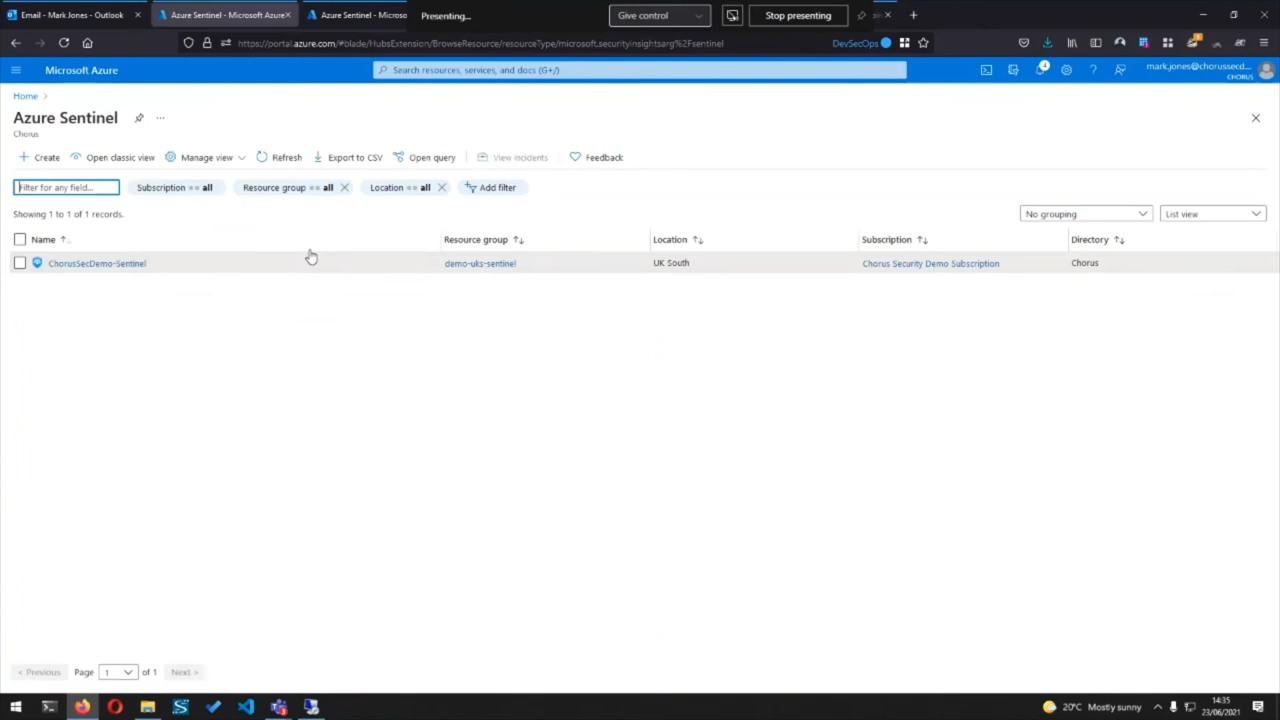 Email - Mark Jones - Outlook
Azure Sentinel - Microsoft Azure
Azure Sentinel - Microso
Presenting...
Give control
Stop presenting
https://portal.azure.com/#blade/HubsExtension/BrowseResource/resourceType/microsoft.securityinsightsarg%2Fsentinel
DevSecOps
Microsoft Azure
Search resources, services, and docs (G+/)
4
mark.jones@chorussecd...
CHORUS
Home >
Azure Sentinel
...
Chorus
+ Create
Open classic view
Manage view
Refresh
Export to CSV
Open query
View incidents
Feedback
Filter for any field...
Subscription == all
Resource group == all
Location == all
Add filter
Showing 1 to 1 of 1 records.
No grouping
List view
Name
Resource group
Location
Subscription
Directory
ChorusSecDemo-Sentinel
demo-uks-sentinel
UK South
Chorus Security Demo Subscription
Chorus
< Previous
Page
1
of 1
Next >
20°C Mostly sunny
14:35
23/06/2021